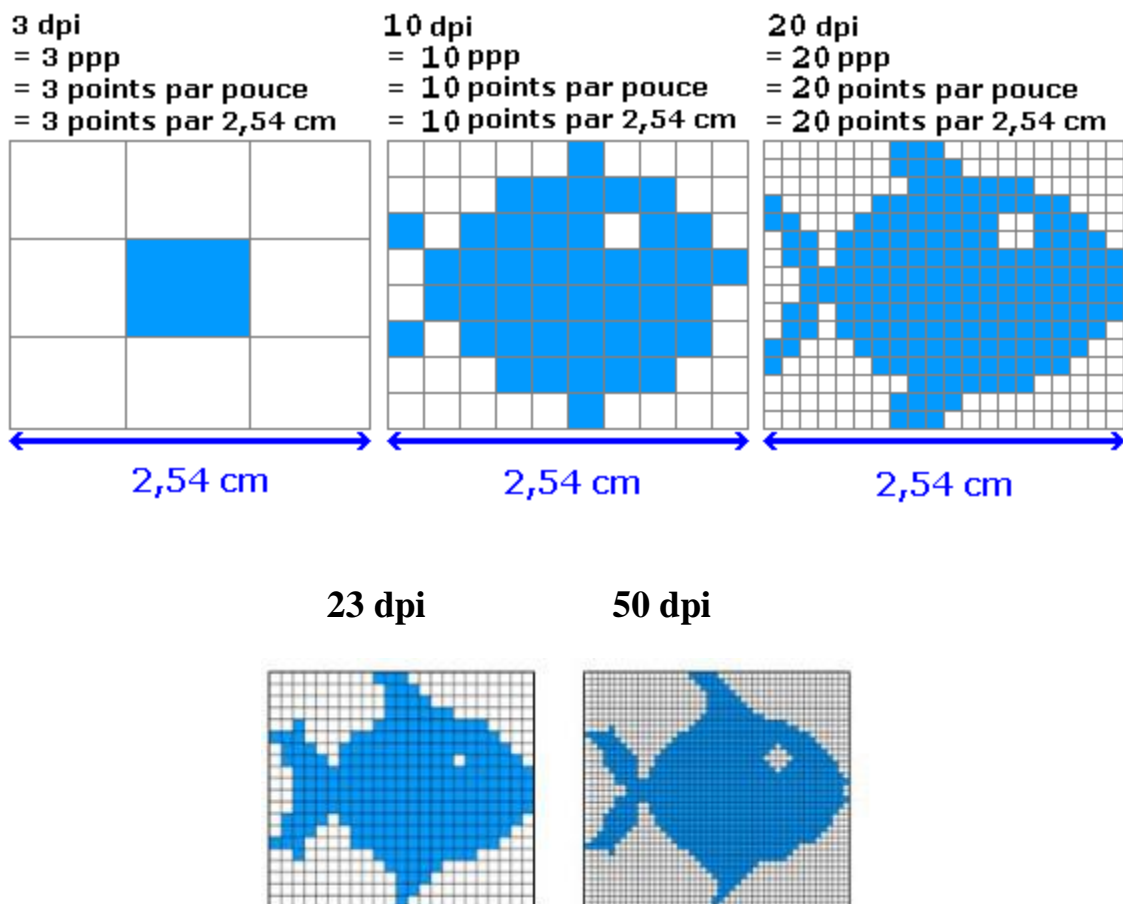 3 dpi
= 3 ppp
= 3 points par pouce
= 3 points par 2,54 cm
10 dpi
= 10 ppp
= 10 points par pouce
= 10 points par 2,54 cm
20 dpi
= 20 ppp
= 20 points par pouce
= 20 points par 2,54 cm
2,54 cm
2,54 cm
2,54 cm
23 dpi
50 dpi